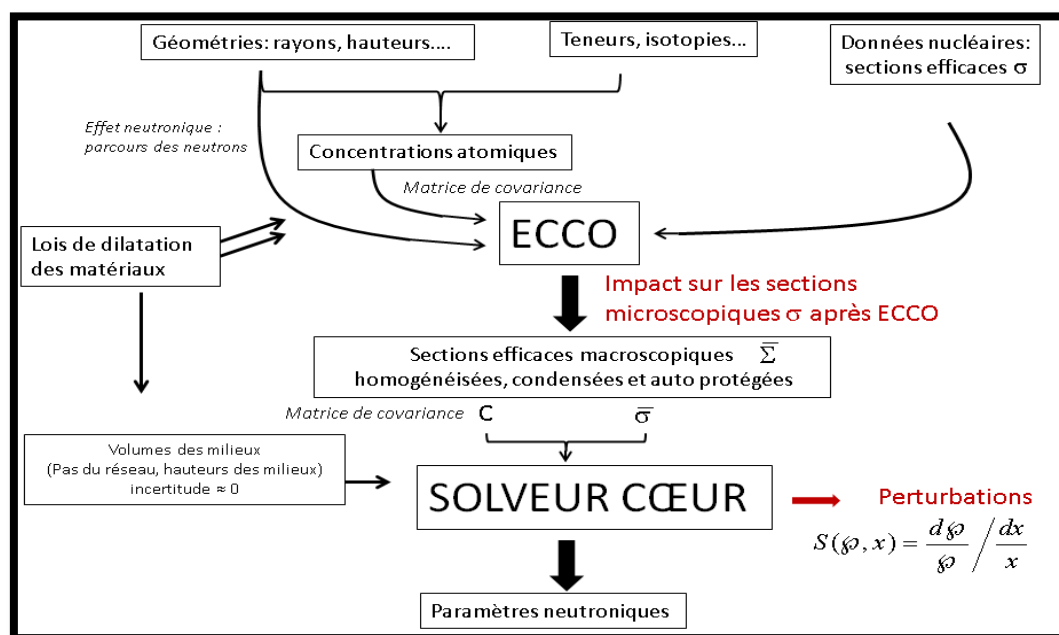 Géométries: rayons, hauteurs....
Teneurs, isotopies...
Données nucléaires:
sections efficaces σ
Effet neutronique :
parcours des neutrons
Concentrations atomiques
Matrice de covariance
ECCO
Lois de dilatation
des matériaux
Impact sur les sections
microscopiques σ après ECCO
Sections efficaces macroscopiques Σ̅
homogénéisées, condensées et auto protégées
Matrice de covariance C σ̅
Volumes des milieux
(Pas du réseau, hauteurs des milieux)
incertitude ≈ 0
SOLVEUR CŒUR
Perturbations
S(℘, x) = d℘/℘ / dx/x
Paramètres neutroniques